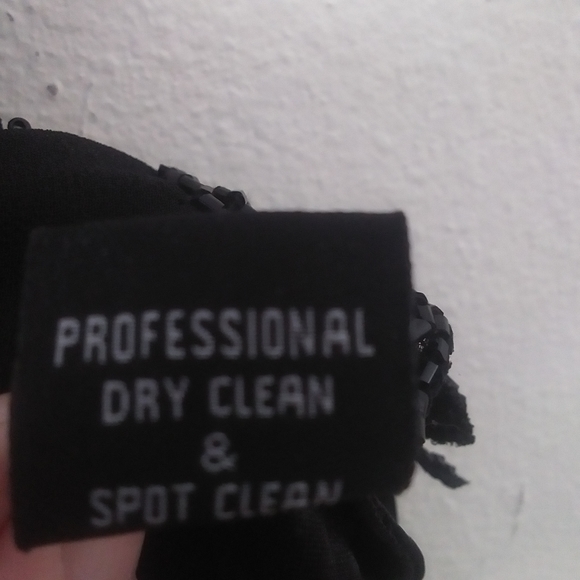 PROFESSIONAL
DRY CLEAN
&
SPOT CLEAN